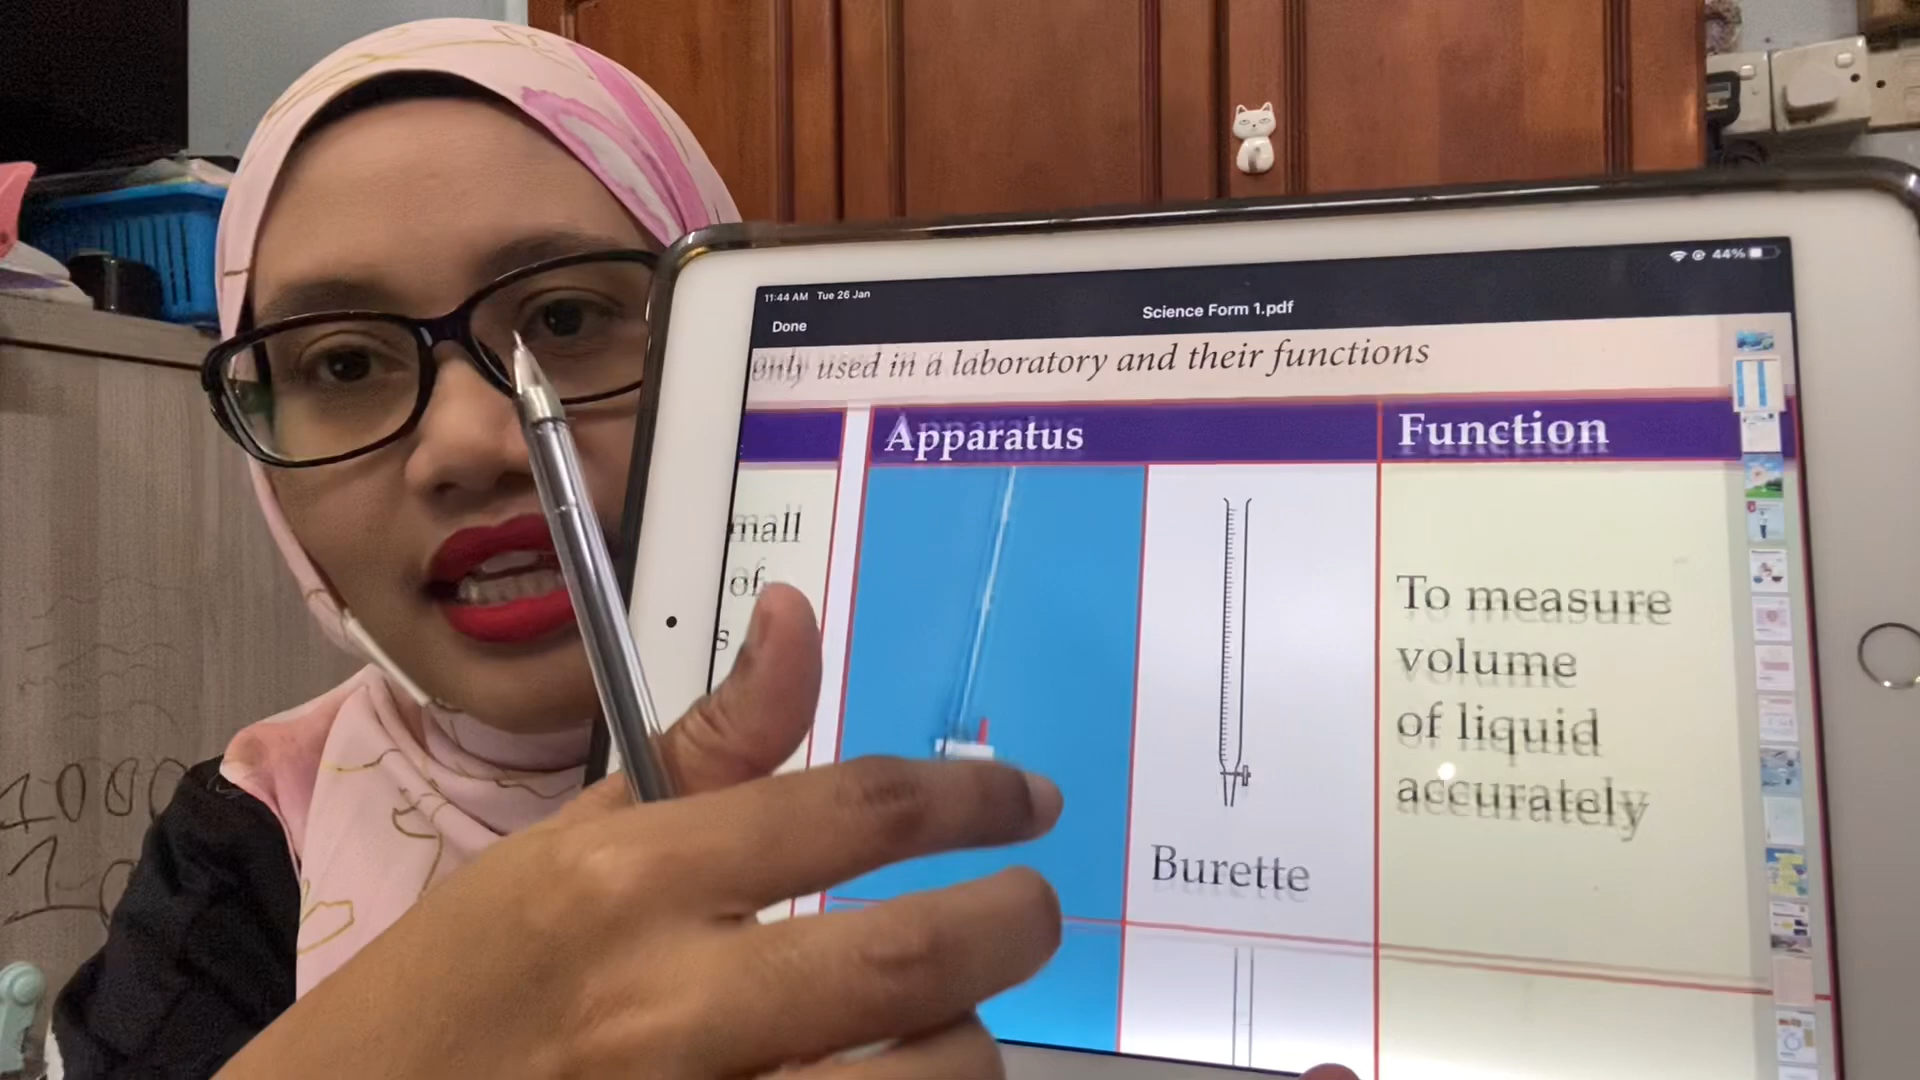 11:44 AM Tue 26 Jan
44%
Done
Science Form 1.pdf
only used in a laboratory and their functions
Apparatus
Function
mall
of
s
To measure
volume
of liquid
accurately
Burette